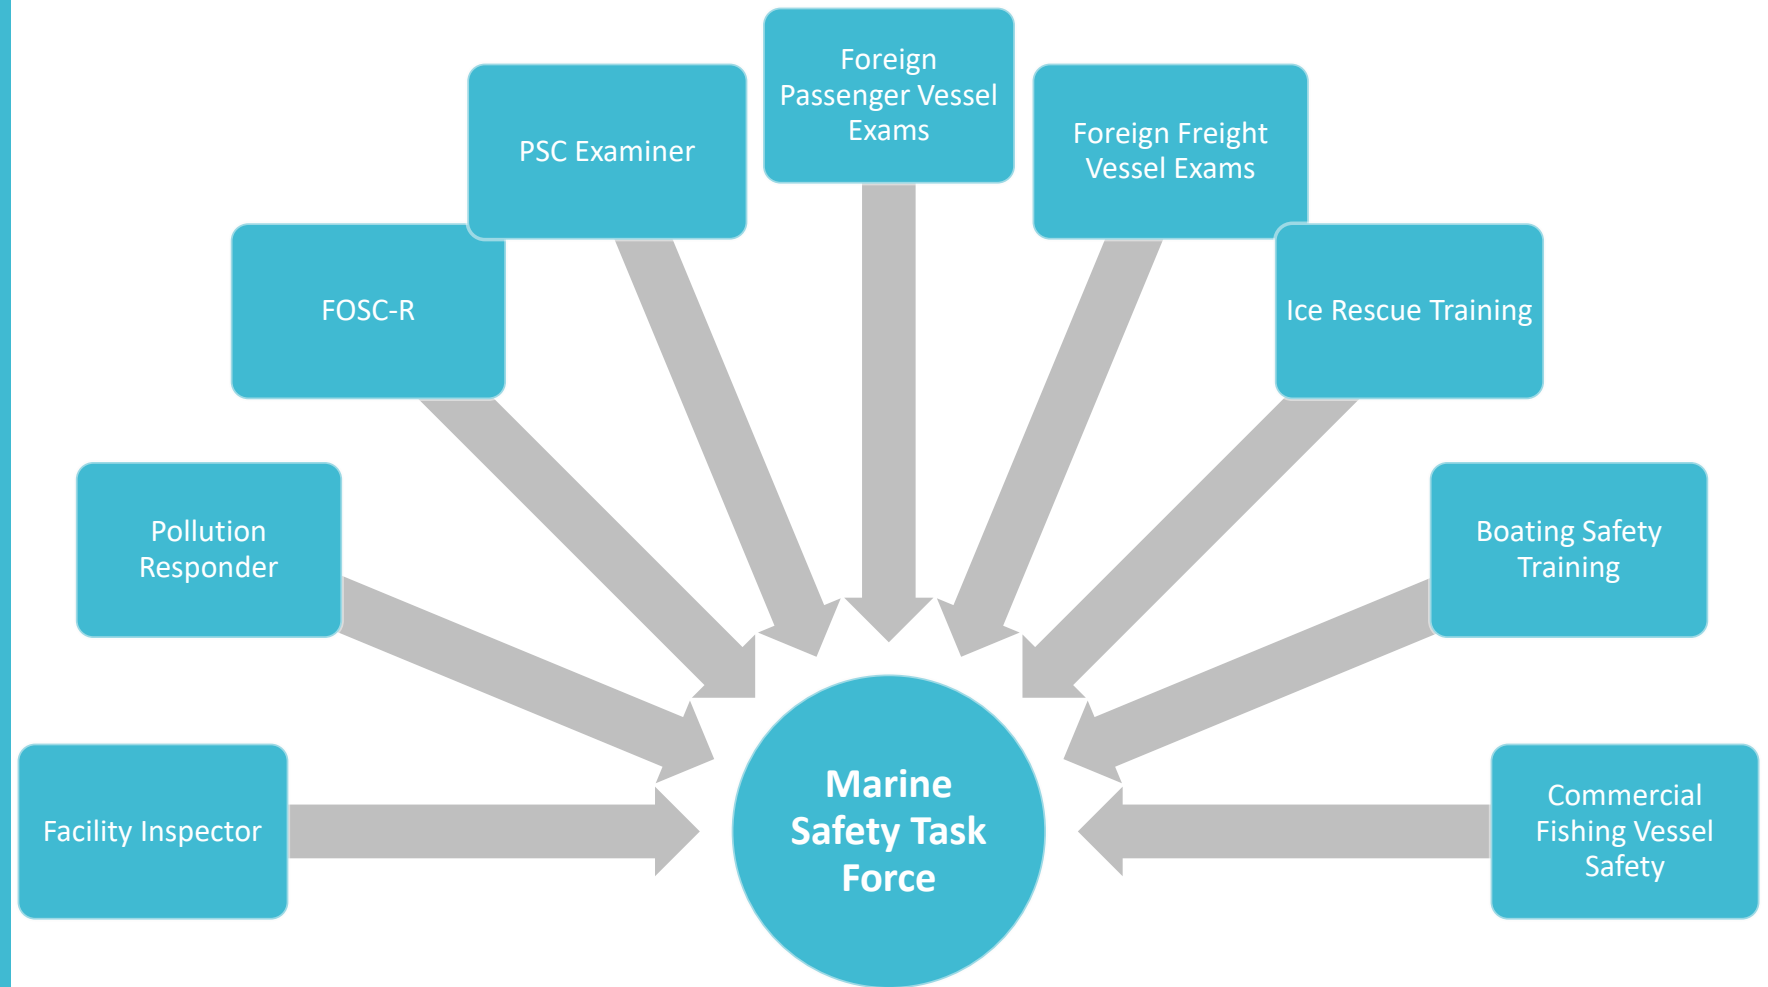 Foreign
Passenger Vessel
Exams
PSC Examiner
Foreign Freight
Vessel Exams
FOSC-R
Ice Rescue Training
Pollution
Responder
Boating Safety
Training
Facility Inspector
Marine
Safety Task
Force
Commercial
Fishing Vessel
Safety